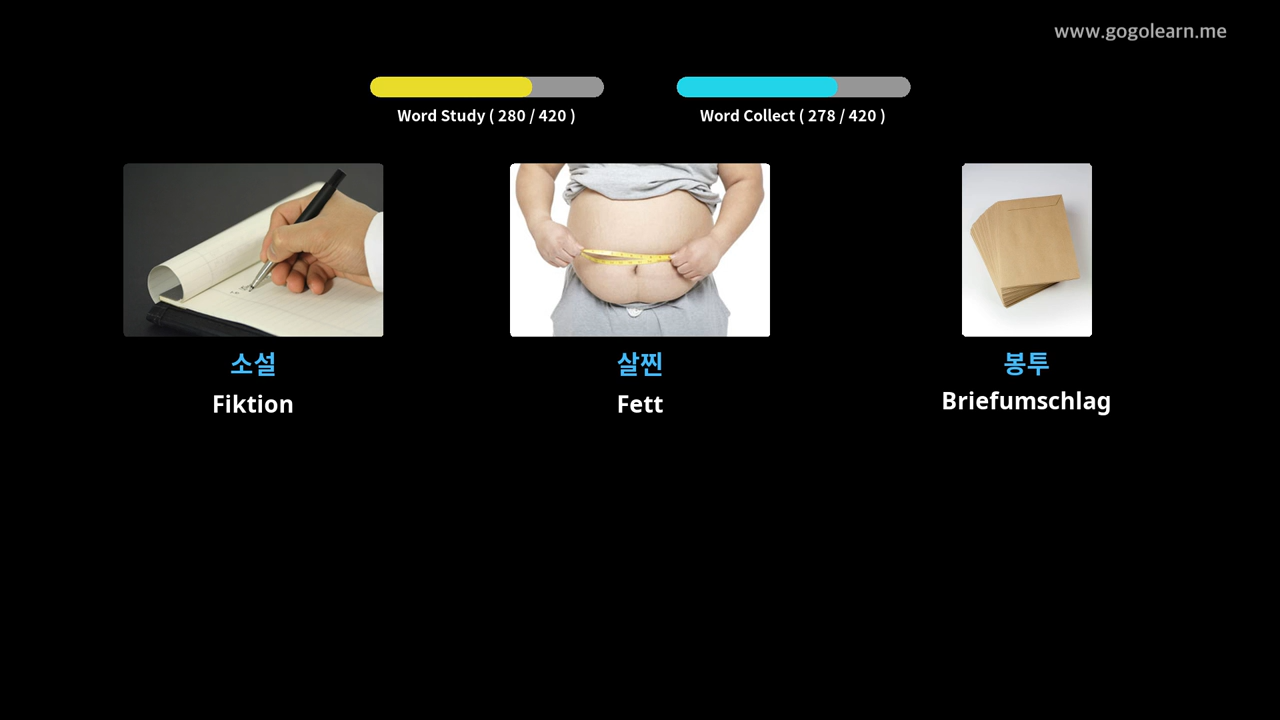 www.gogolearn.me
Word Study ( 280 / 420 )
Word Collect ( 278 / 420 )
소설
Fiktion
살찐
Fett
봉투
Briefumschlag